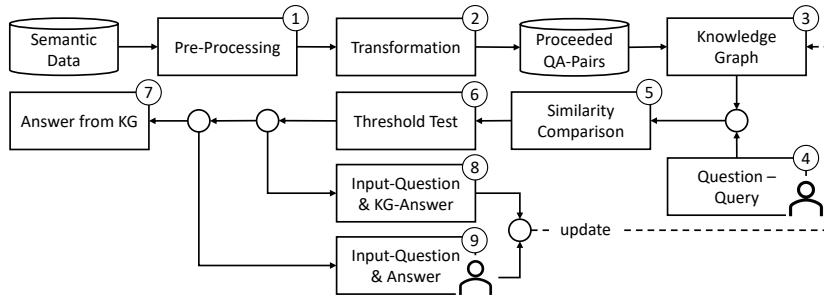 1
2
3
Semantic
Data
Pre-Processing
Transformation
Proceeded
QA-Pairs
Knowledge
Graph
7
6
5
Answer from KG
Threshold Test
Similarity
Comparison
8
4
Input-Question
& KG-Answer
Question –
Query
9
update
Input-Question
& Answer